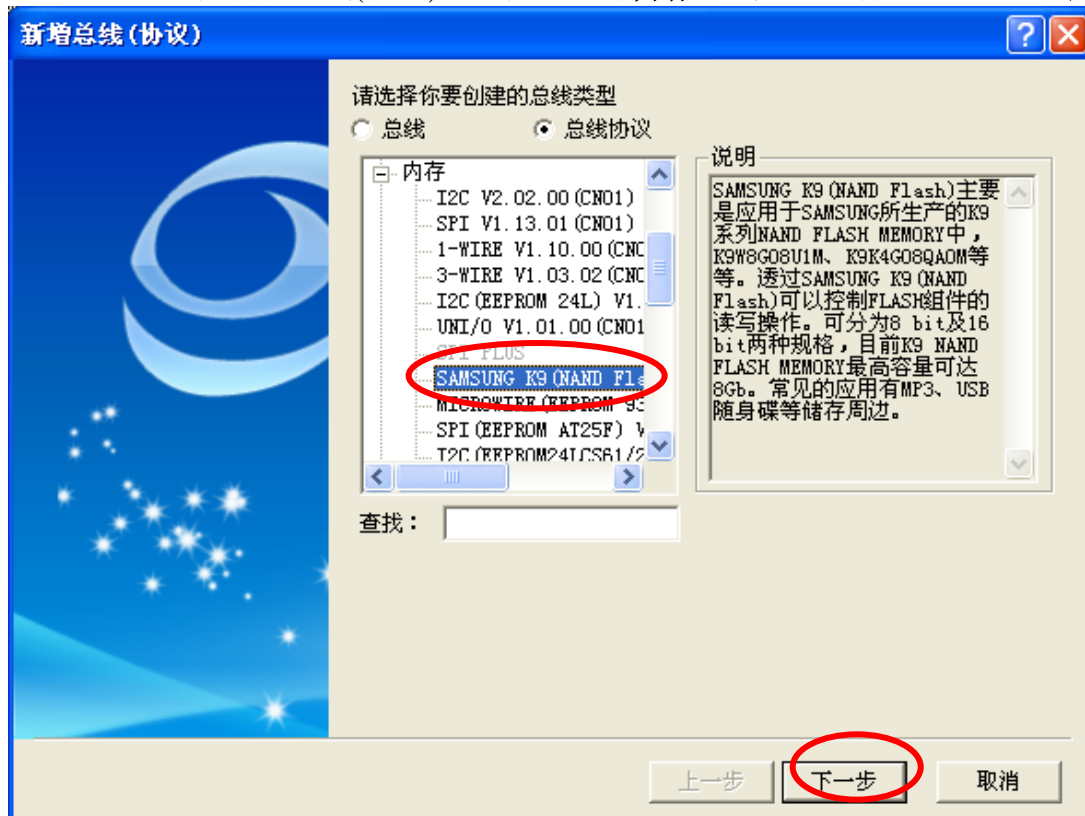 新增总线(协议)
请选择你要创建的总线类型
总线
总线协议
内存
I2C V2.02.00(CN01)
SPI V1.13.01(CN01)
1-WIRE V1.10.00(CNC
3-WIRE V1.03.02(CNC
I2C(EEPROM 24L) V1.
UNI/O V1.01.00(CN01
SPI PLUS
SAMSUNG K9(NAND Fla
MICROWIRE(EEPROM 93
SPI(EEPROM AT25F) V
I2C(EEPROM24LCS61/2
查找：
说明
SAMSUNG K9(NAND Flash)主要
是应用于SAMSUNG所生产的K9
系列NAND FLASH MEMORY中，
K9W8G08U1M、K9K4G08QAOM等
等。透过SAMSUNG K9(NAND
Flash)可以控制FLASH组件的
读写操作。可分为8 bit及16
bit两种规格，目前K9 NAND
FLASH MEMORY最高容量可达
8Gb。常见的应用有MP3、USB
随身碟等储存周边。
上一步
下一步
取消